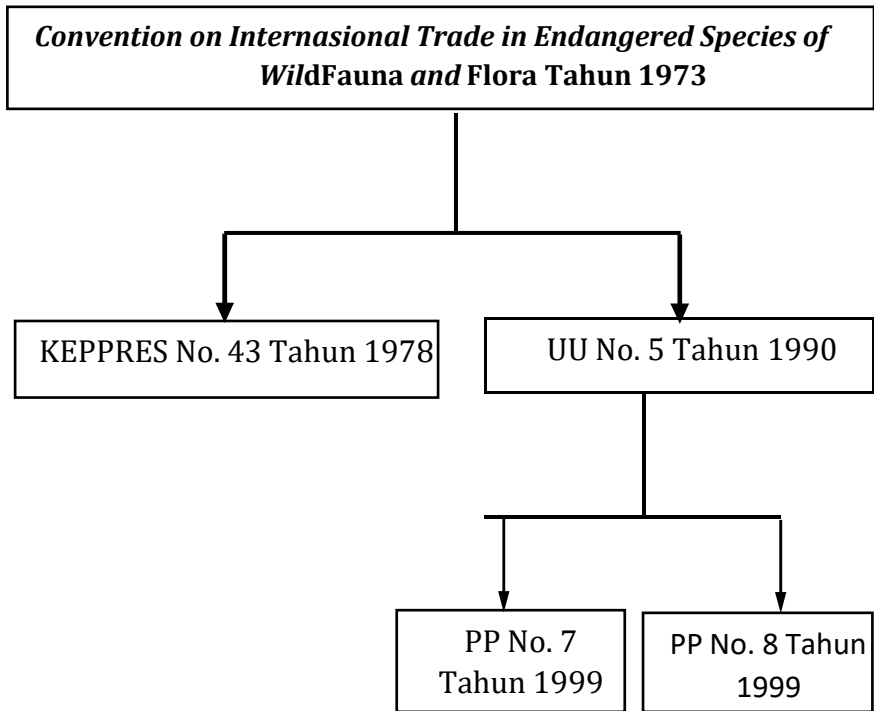 Convention on Internasional Trade in Endangered Species of
WildFauna and Flora Tahun 1973
KEPPRES No. 43 Tahun 1978
UU No. 5 Tahun 1990
PP No. 7
Tahun 1999
PP No. 8 Tahun
1999